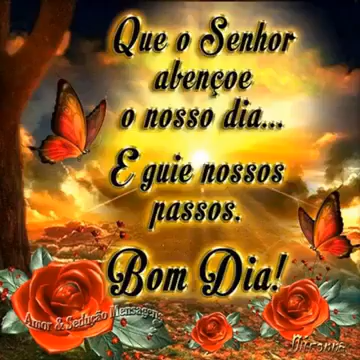 Que o Senhor
abençoe
o nosso dia...
E guie nossos
passos.
Bom Dia!
Amor & Sedução Mensagens